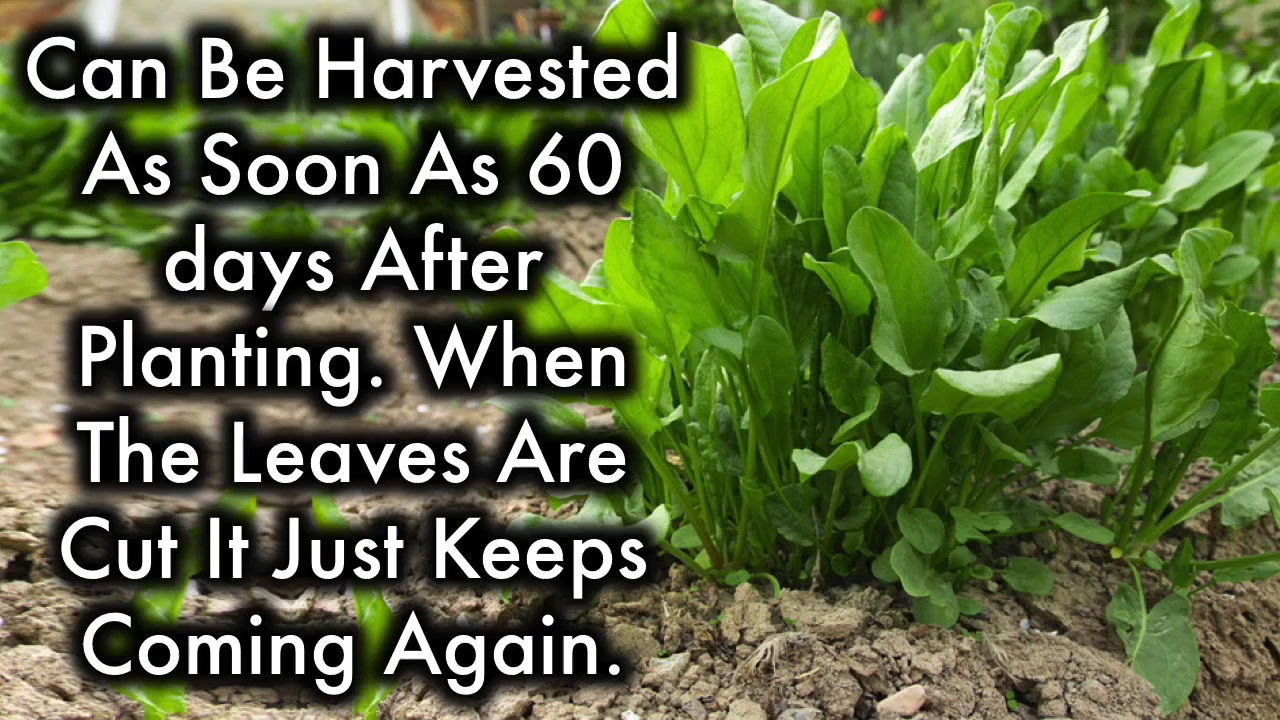 Can Be Harvested
As Soon As 60
days After
Planting. When
The Leaves Are
Cut It Just Keeps
Coming Again.